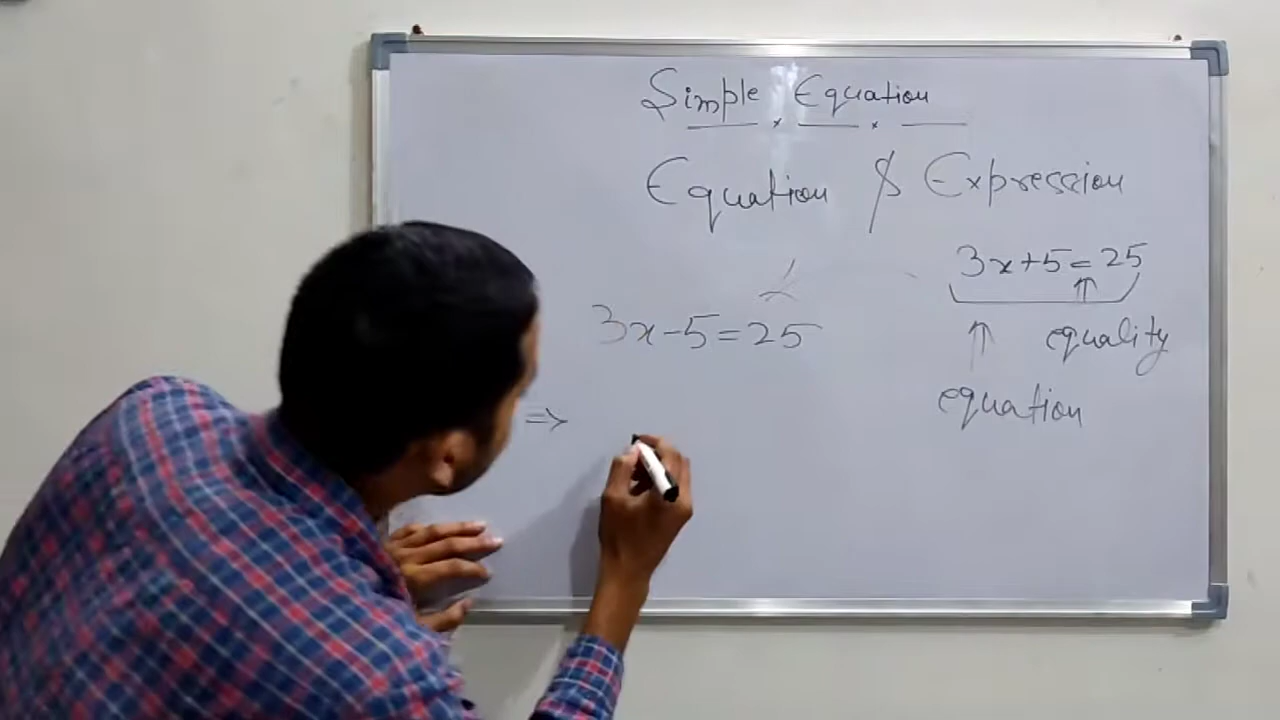 Simple Equation
Equation & Expression
3x+5=25
3x-5=25
⇑ ⇑
equality
equation
⇒